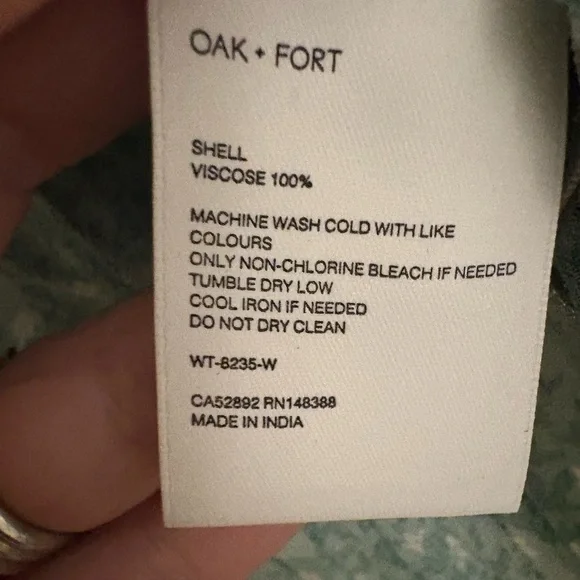 OAK + FORT
SHELL
VISCOSE 100%
MACHINE WASH COLD WITH LIKE
COLOURS
ONLY NON-CHLORINE BLEACH IF NEEDED
TUMBLE DRY LOW
COOL IRON IF NEEDED
DO NOT DRY CLEAN
WT-8235-W
CA52892 RN148388
MADE IN INDIA